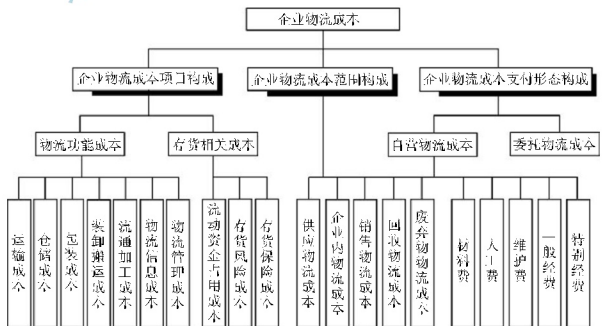 企业物流成本
企业物流成本项目构成
企业物流成本范围构成
企业物流成本支付形态构成
物流功能成本
存货相关成本
自营物流成本
委托物流成本
运输成本
仓储成本
包装成本
装卸搬运成本
流通加工成本
物流信息成本
物流管理成本
流动资金占用成本
存货风险成本
存货保险成本
供应物流成本
企业内物流成本
销售物流成本
回收物流成本
废弃物物流成本
材料费
人工费
维护费
一般经费
特别经费